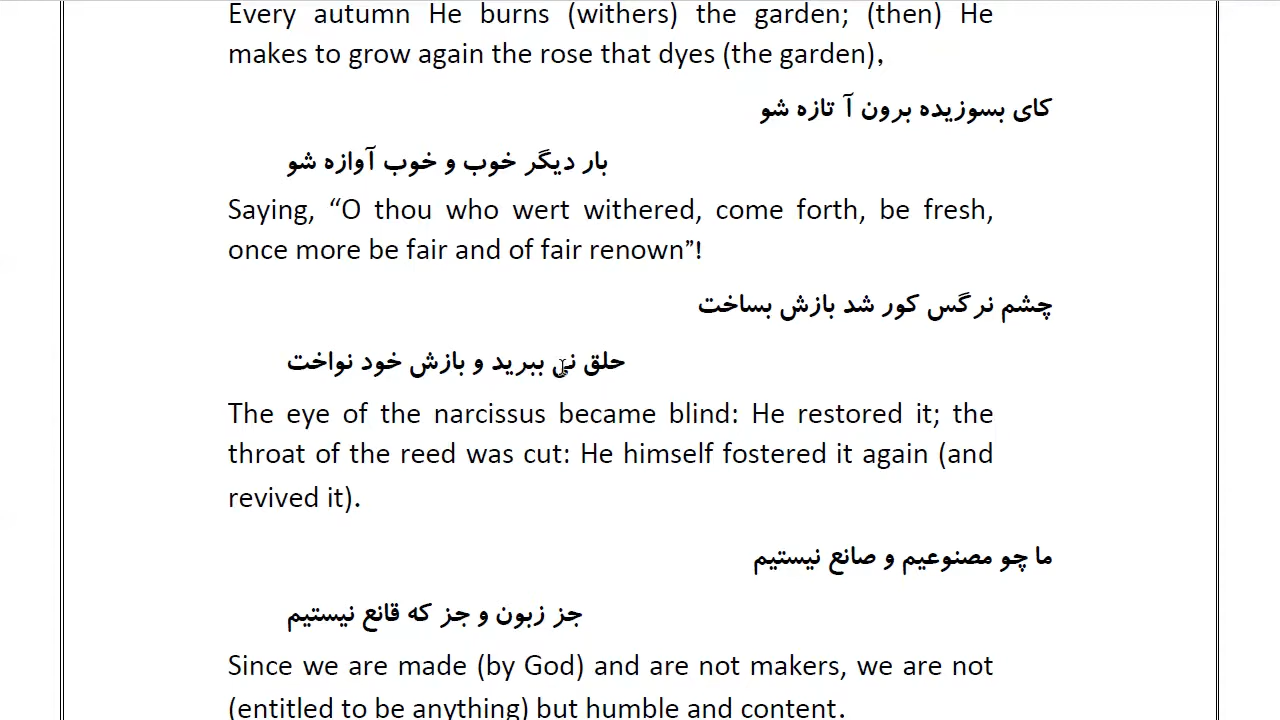 Every autumn He burns (withers) the garden; (then) He
makes to grow again the rose that dyes (the garden),
کای بسوزیده برون آ تازه شو
بار دیگر خوب و خوب آوازه شو
Saying, “O thou who wert withered, come forth, be fresh,
once more be fair and of fair renown”!
چشم نرگس کور شد بازش بساخت
حلق نی ببرید و بازش خود نواخت
The eye of the narcissus became blind: He restored it; the
throat of the reed was cut: He himself fostered it again (and
revived it).
ما چو مصنوعیم و صانع نیستیم
جز زبون و جز که قانع نیستیم
Since we are made (by God) and are not makers, we are not
(entitled to be anything) but humble and content.